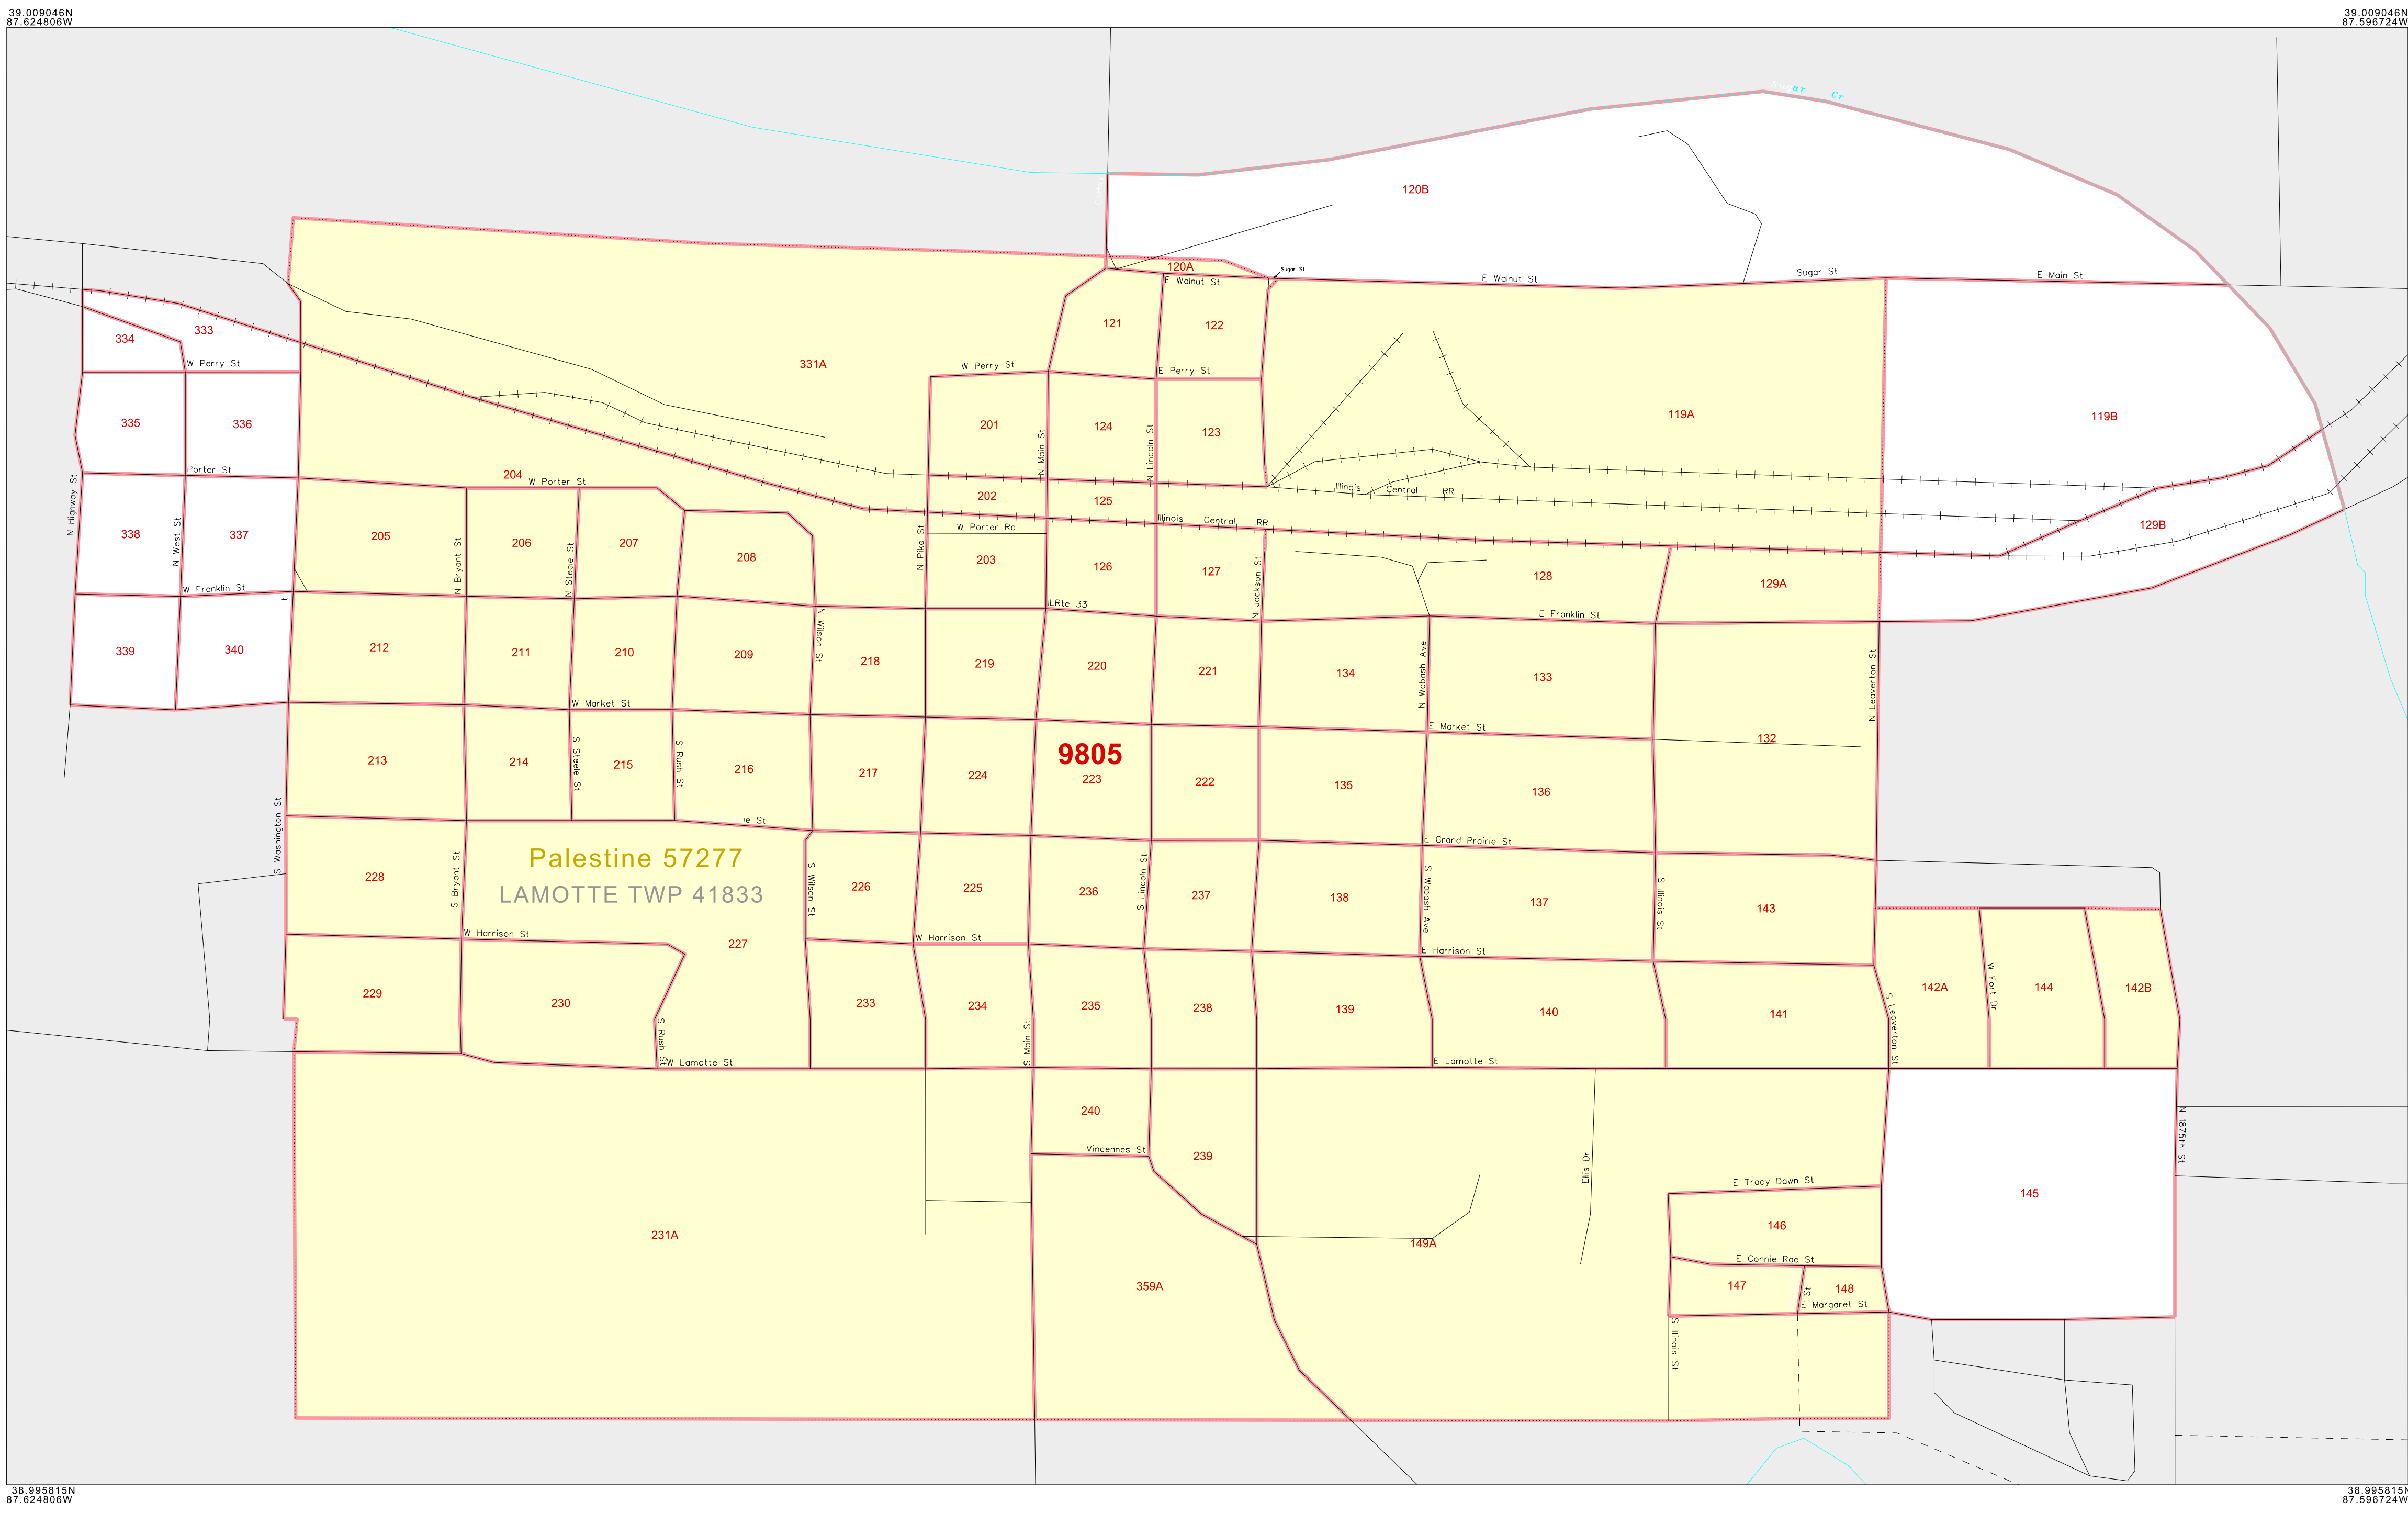 39.009046N
87.624806W
39.009046N
87.596724W
Cr
120B
120A
Sugar St
E Walnut St
E Walnut St
Sugar St
E Main St
333
334
W Perry St
331A
121
122
W Perry St
E Perry St
335
336
201
N Main St
124
N Lincoln St
123
119A
119B
Porter St
204
W Porter St
202
125
Illinois Central RR
Illinois Central RR
W Porter Rd
129B
N Highway St
338
N West St
337
205
N Bryant St
206
N Steele St
207
208
N Pike St
203
126
127
N Jackson St
128
129A
W Franklin St
ILRte 33
E Franklin St
339
340
212
211
210
209
N Wilson St
218
219
220
221
134
N Wabash Ave
133
N Leaverton St
132
W Market St
E Market St
213
214
S Steele St
215
S Rush St
216
217
224
9805
223
222
135
136
S Washington St
E Grand Prairie St
Palestine 57277
LAMOTTE TWP 41833
228
S Bryant St
S Wilson St
226
225
236
S Lincoln St
237
138
S Wabash Ave
137
S Illinois St
143
W Harrison St
227
W Harrison St
E Harrison St
229
230
S Rush St
233
234
S Main St
235
238
139
140
141
S Leaverton St
142A
W Fort Dr
144
142B
W Lamotte St
E Lamotte St
240
Vincennes St
239
Ellis Dr
N 1875th St
E Tracy Dawn St
145
231A
149A
146
E Connie Rae St
359A
147
St
148
E Margaret St
S Illinois St
38.995815N
87.624806W
38.995815N
87.596724W